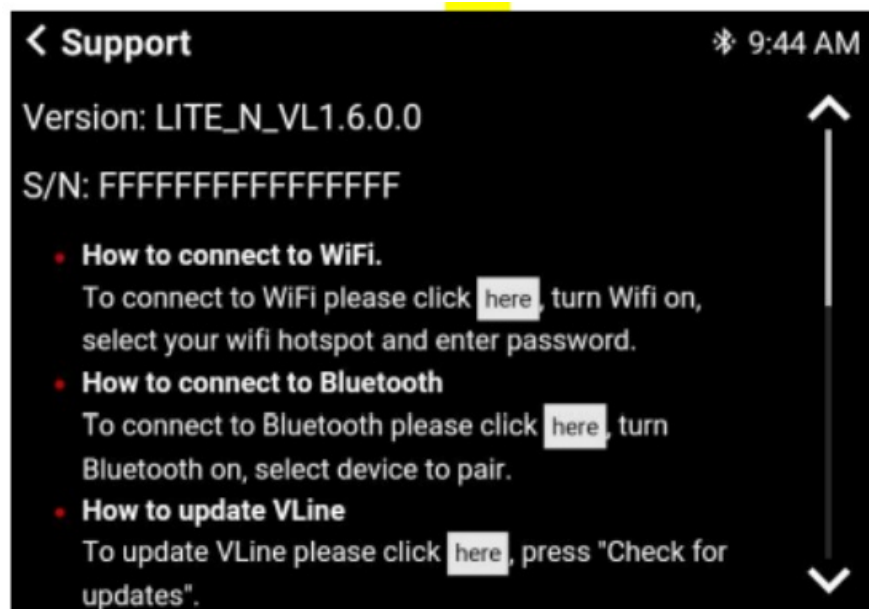 Support
9:44 AM
Version: LITE_N_VL1.6.0.0
S/N: FFFFFFFFFFFFFFFF
How to connect to WiFi.
To connect to WiFi please click here, turn Wifi on,
select your wifi hotspot and enter password.
How to connect to Bluetooth
To connect to Bluetooth please click here, turn
Bluetooth on, select device to pair.
How to update VLine
To update VLine please click here, press "Check for
updates".